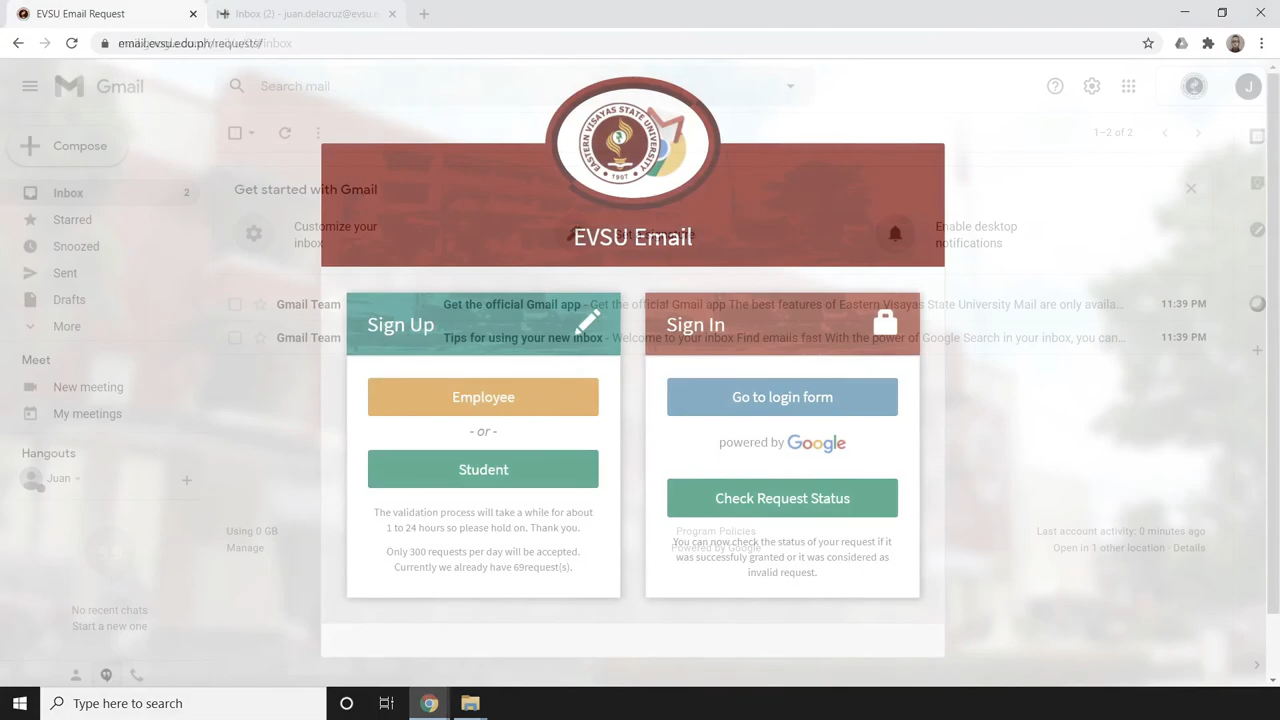 EVSU Email Request
Inbox (2) - juan.delacruz@evsu.e
email.evsu.edu.ph/request/
Gmail
Search mail
J
Compose
1–2 of 2
EASTERN VISAYAS STATE UNIVERSITY
1907
Inbox
2
Get started with Gmail
Starred
Customize your
inbox
EVSU Email
Enable desktop
notifications
Snoozed
Sent
Drafts
More
Gmail Team
Get the official Gmail app - Get the official Gmail app The best features of Eastern Visayas State University Mail are only availa...
11:39 PM
Sign Up
Sign In
Gmail Team
Tips for using your new inbox - Welcome to your inbox Find emails fast With the power of Google Search in your inbox, you can...
11:39 PM
Meet
New meeting
My meetings
Employee
- or -
Student
Go to login form
powered by Google
Check Request Status
Hangouts
Juan
The validation process will take a while for about
1 to 24 hours so please hold on. Thank you.
Only 300 requests per day will be accepted.
Currently we already have 69request(s).
You can now check the status of your request if it
was successfuly granted or it was considered as
invalid request.
Using 0 GB
Manage
Program Policies
Powered by Google
Last account activity: 0 minutes ago
Open in 1 other location · Details
No recent chats
Start a new one
Type here to search